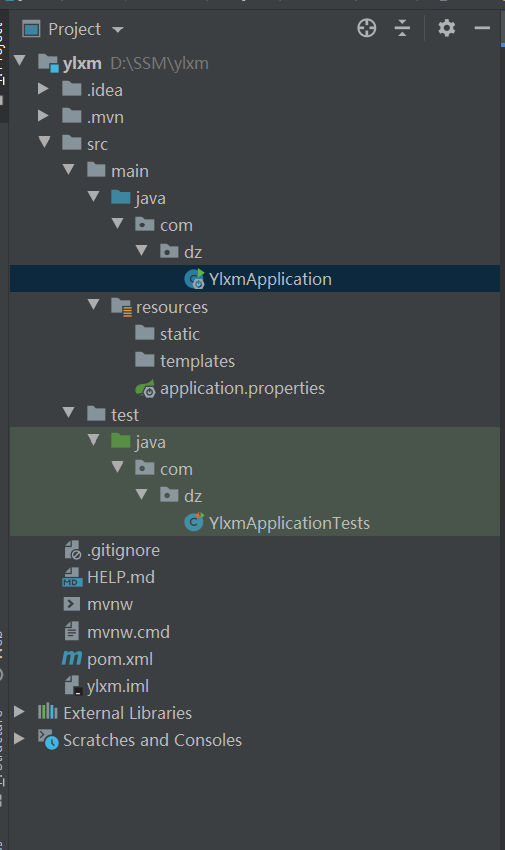 Project
ylxm D:\SSM\ylxm
.idea
.mvn
src
main
java
com
dz
YlxmApplication
resources
static
templates
application.properties
test
java
com
dz
YlxmApplicationTests
.gitignore
HELP.md
mvnw
mvnw.cmd
pom.xml
ylxm.iml
External Libraries
Scratches and Consoles